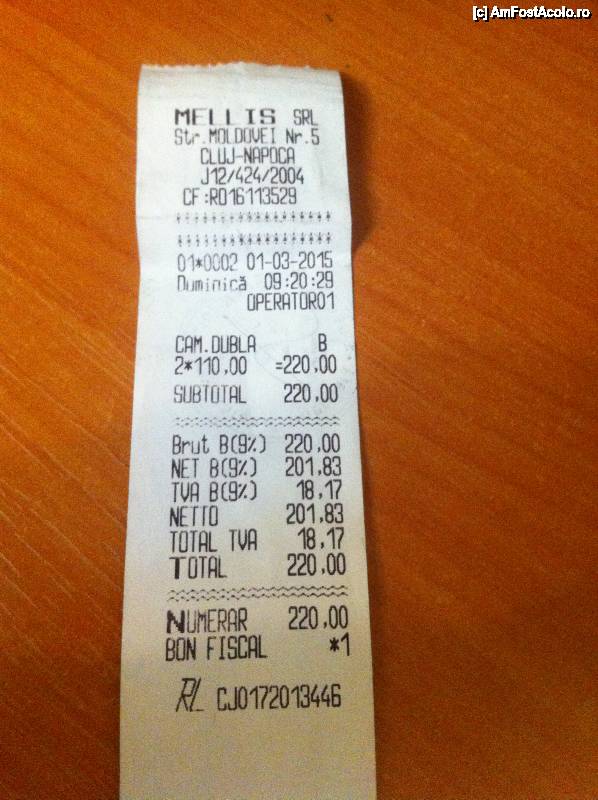 [c] AmFostAcolo.ro
MELLIS SRL
Str.MOLDOVEI Nr.5
CLUJ-NAPOCA
J12/424/2004
CF:RO16113529
01*0002 01-03-2015
Duminică 09:20:29
OPERATOR01
CAM.DUBLA B
2*110,00 =220,00
SUBTOTAL 220,00
Brut B(9%) 220,00
NET B(9%) 201,83
TVA B(9%) 18,17
NETTO 201,83
TOTAL TVA 18,17
TOTAL 220,00
NUMERAR 220,00
BON FISCAL *1
RL CJ0172013446